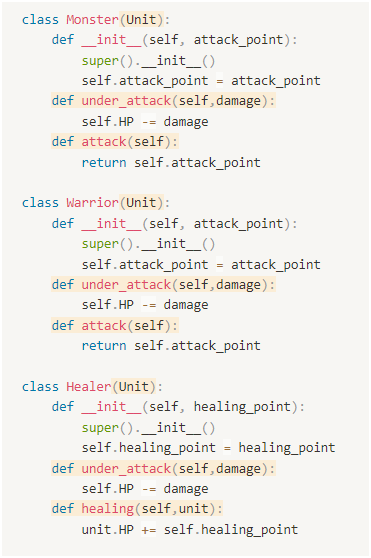 class Monster(Unit):
    def __init__(self, attack_point):
        super().__init__()
        self.attack_point = attack_point
    def under_attack(self,damage):
        self.HP -= damage
    def attack(self):
        return self.attack_point

class Warrior(Unit):
    def __init__(self, attack_point):
        super().__init__()
        self.attack_point = attack_point
    def under_attack(self,damage):
        self.HP -= damage
    def attack(self):
        return self.attack_point

class Healer(Unit):
    def __init__(self, healing_point):
        super().__init__()
        self.healing_point = healing_point
    def under_attack(self,damage):
        self.HP -= damage
    def healing(self,unit):
        unit.HP += self.healing_point